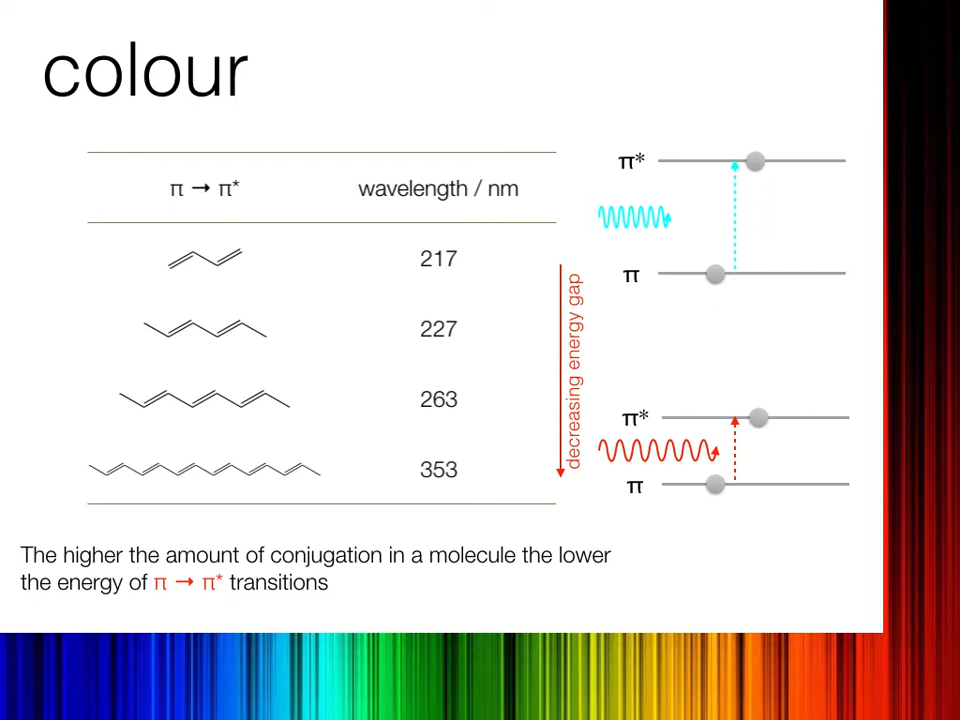 colour
π → π* wavelength / nm
217
227
263
353
decreasing energy gap
π*
π
π*
π
The higher the amount of conjugation in a molecule the lower
the energy of π → π* transitions